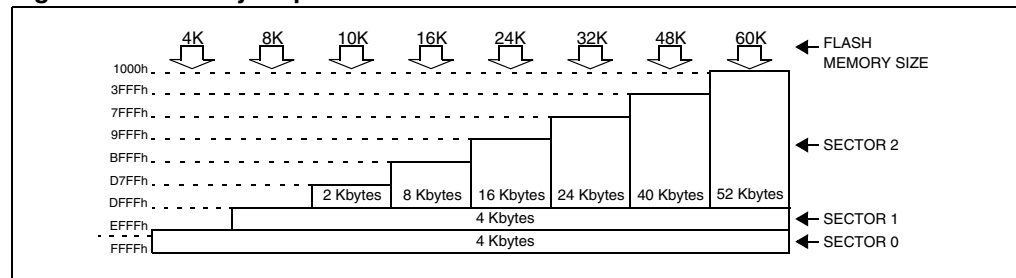 4K 8K 10K 16K 24K 32K 48K 60K
FLASH
MEMORY SIZE
1000h
3FFFh
7FFFh
9FFFh
BFFFh
D7FFh
DFFFh
EFFFh
FFFFh
2 Kbytes 8 Kbytes 16 Kbytes 24 Kbytes 40 Kbytes 52 Kbytes
SECTOR 2
4 Kbytes
SECTOR 1
4 Kbytes
SECTOR 0